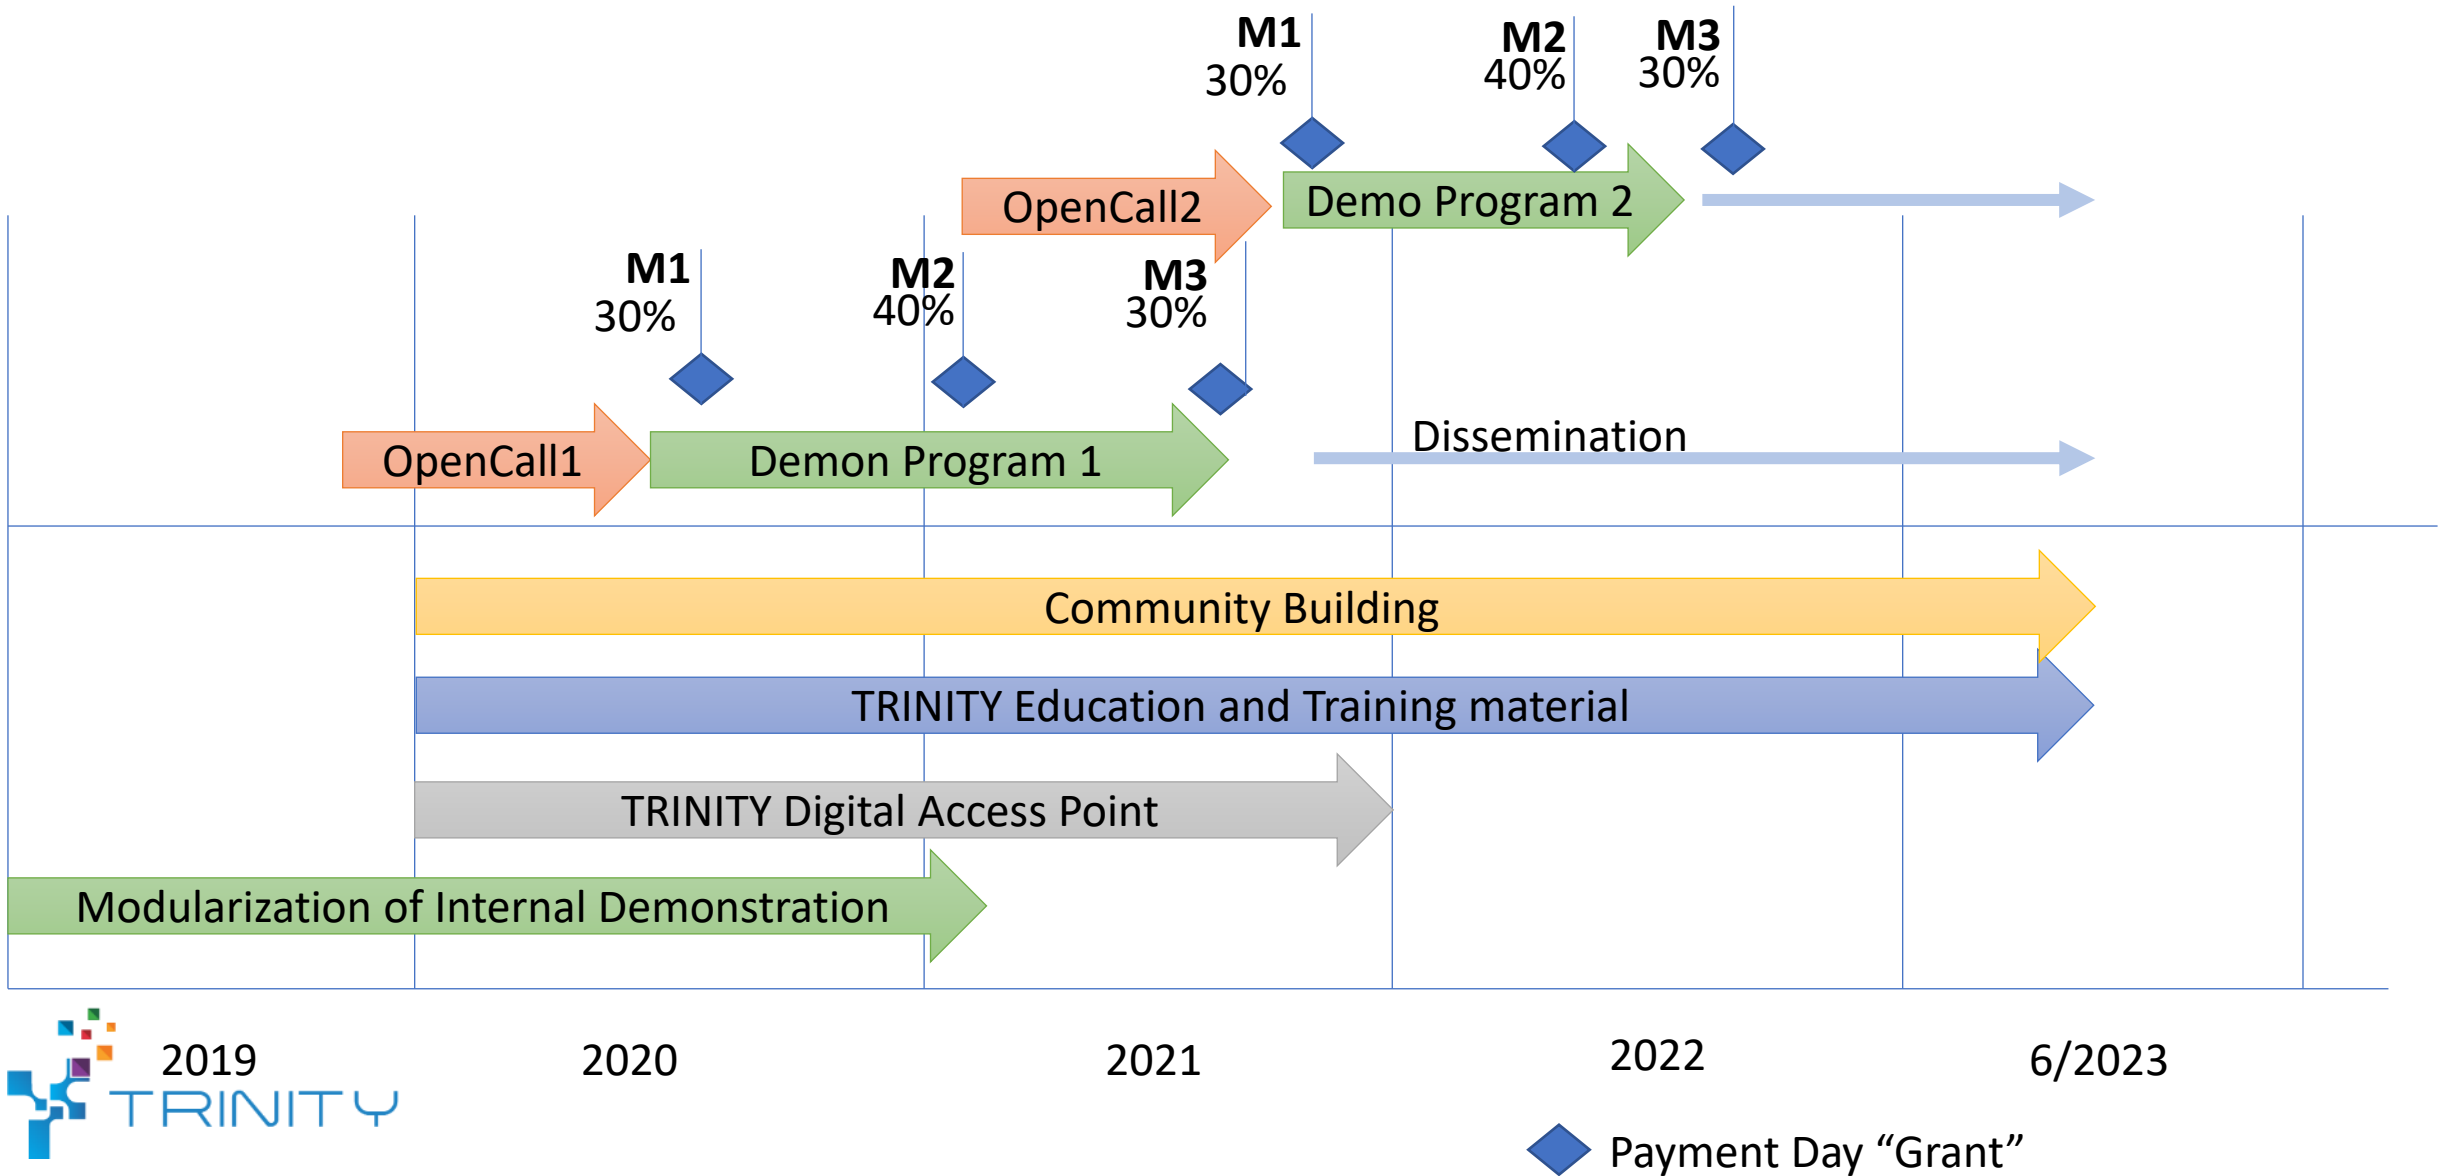 M1
30%
M2
40%
M3
30%
OpenCall2
Demo Program 2
M1
30%
M2
40%
M3
30%
OpenCall1
Demon Program 1
Dissemination
Community Building
TRINITY Education and Training material
TRINITY Digital Access Point
Modularization of Internal Demonstration
2019
2020
2021
2022
6/2023
TRINITY
Payment Day “Grant”